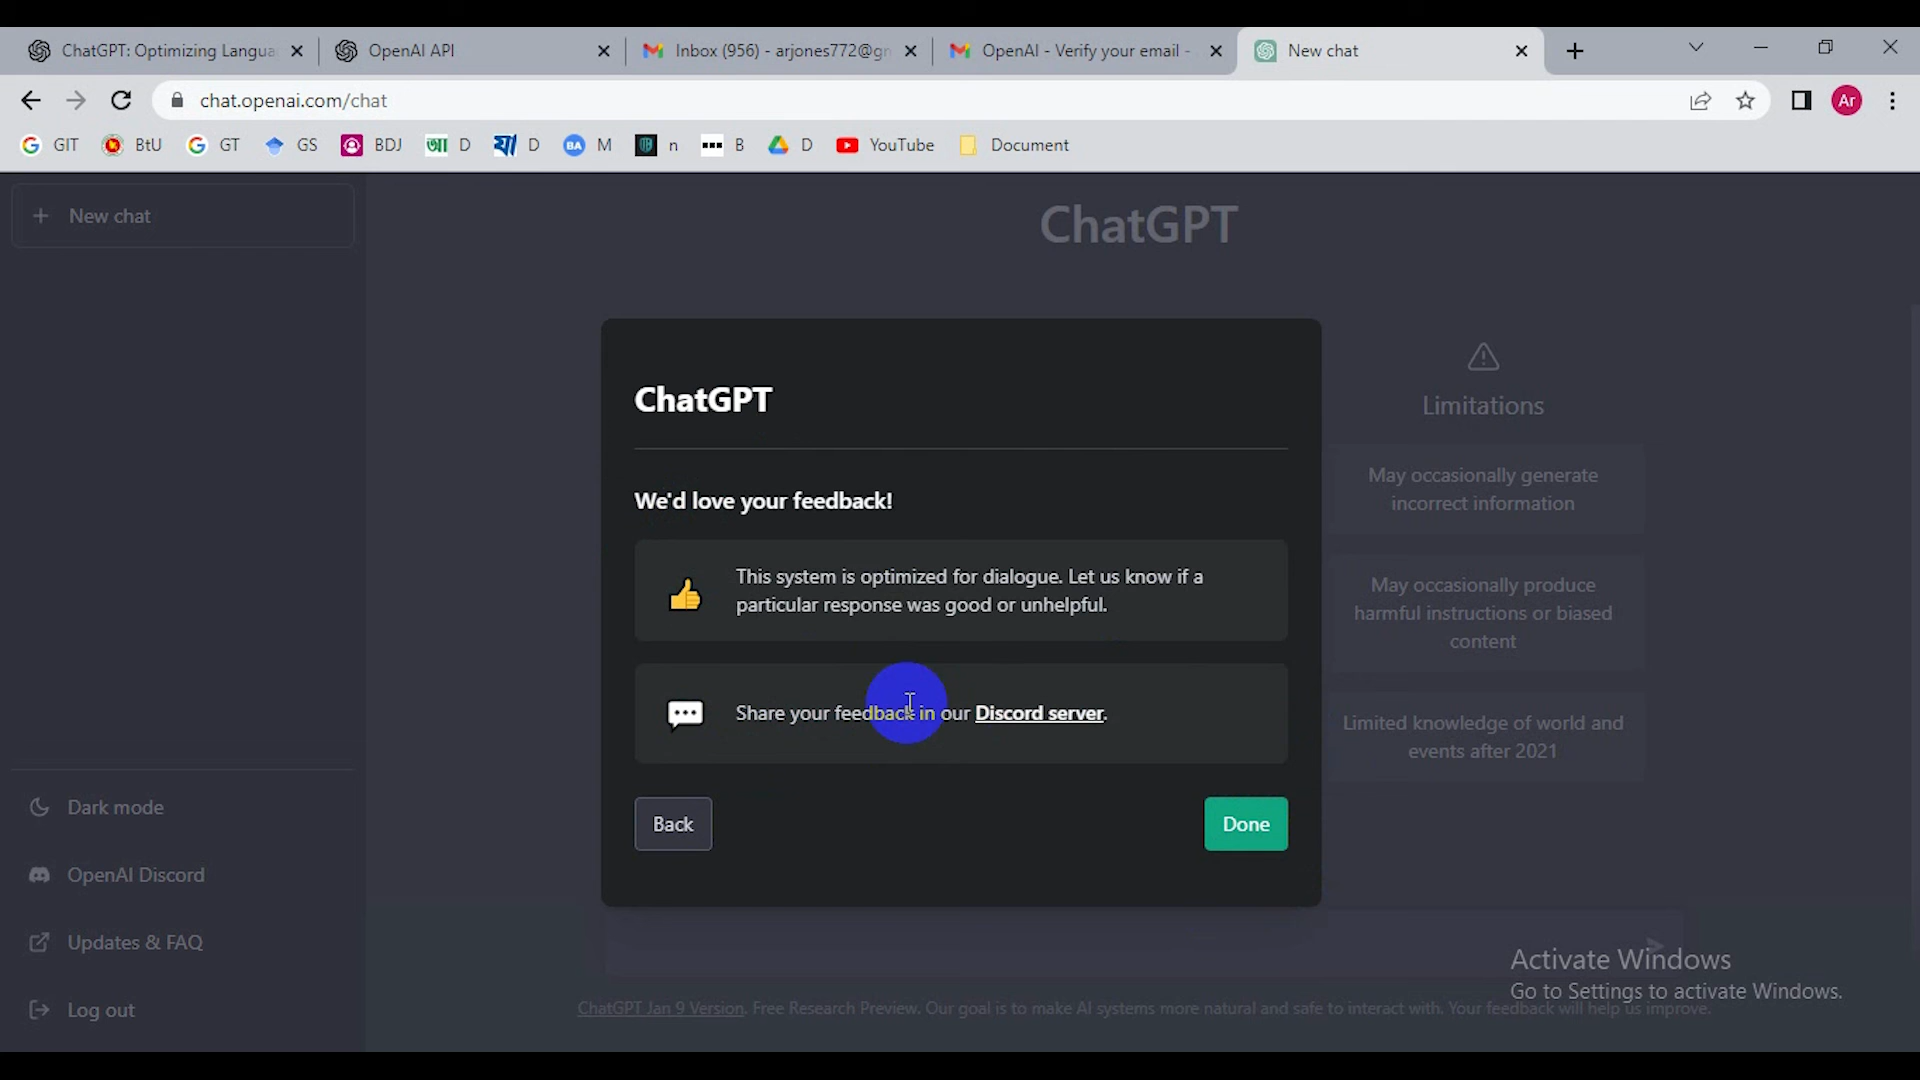 ChatGPT: Optimizing Langua
OpenAI API
Inbox (956) - arjones772@gm
OpenAI - Verify your email -
New chat
chat.openai.com/chat
Ar
GIT
BtU
GT
GS
BDJ
D
D
BA
M
n
B
D
YouTube
Document
New chat
ChatGPT
ChatGPT
We'd love your feedback!
This system is optimized for dialogue. Let us know if a
particular response was good or unhelpful.
Share your feedback in our Discord server.
Back
Done
Limitations
May occasionally generate
incorrect information
May occasionally produce
harmful instructions or biased
content
Limited knowledge of world and
events after 2021
Dark mode
OpenAI Discord
Updates & FAQ
Log out
Activate Windows
Go to Settings to activate Windows.
ChatGPT Jan 9 Version. Free Research Preview. Our goal is to make AI systems more natural and safe to interact with. Your feedback will help us improve.